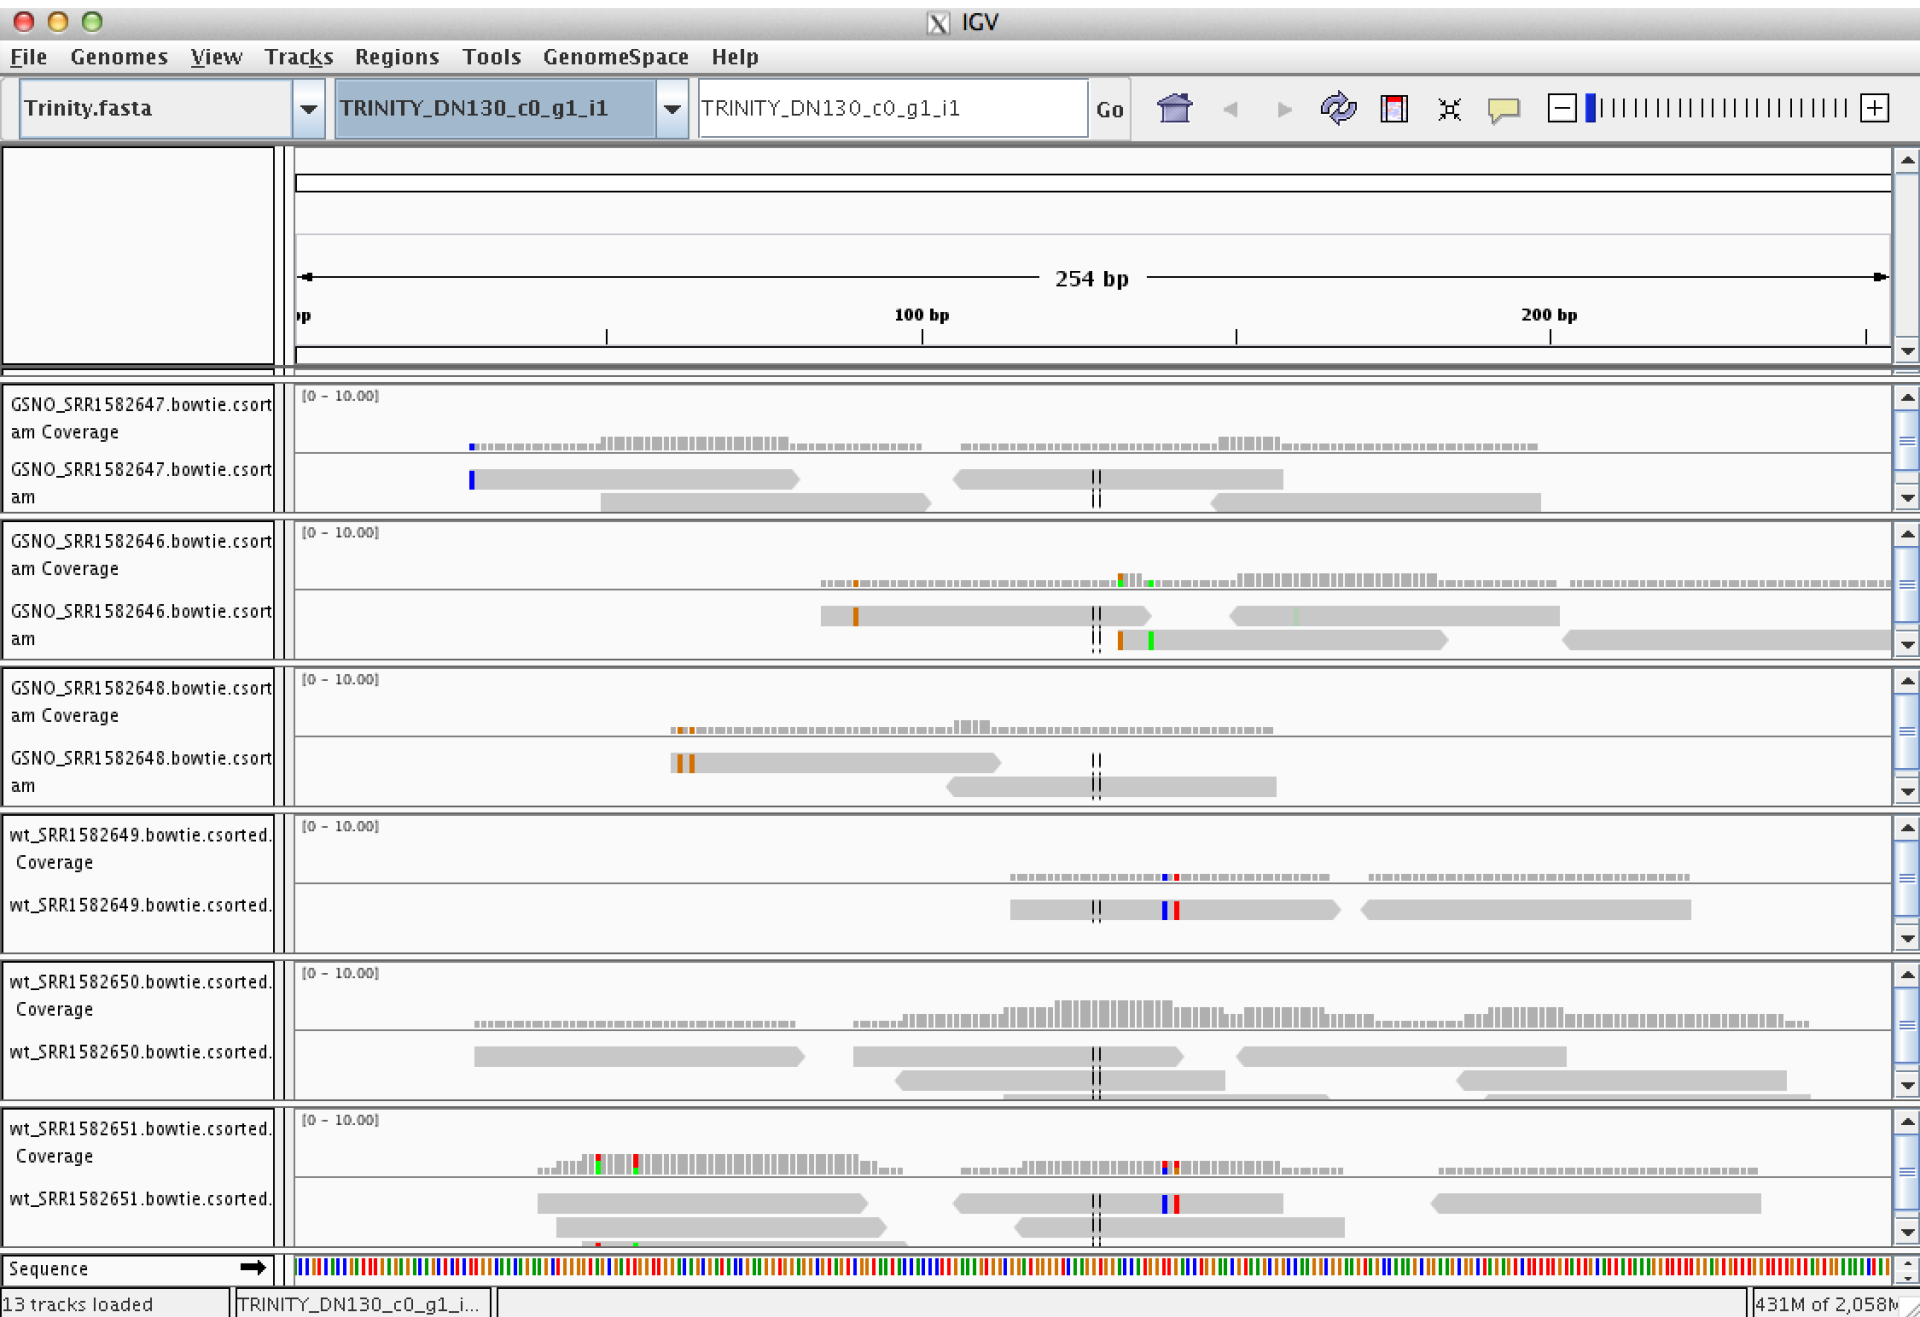 IGV
File Genomes View Tracks Regions Tools GenomeSpace Help
Trinity.fasta TRINITY_DN130_c0_g1_i1 TRINITY_DN130_c0_g1_i1 Go
254 bp
100 bp 200 bp
GSNO_SRR1582647.bowtie.csort
am Coverage
[0 - 10.00]
GSNO_SRR1582647.bowtie.csort
am
GSNO_SRR1582646.bowtie.csort
am Coverage
[0 - 10.00]
GSNO_SRR1582646.bowtie.csort
am
GSNO_SRR1582648.bowtie.csort
am Coverage
[0 - 10.00]
GSNO_SRR1582648.bowtie.csort
am
wt_SRR1582649.bowtie.csorted.
Coverage
[0 - 10.00]
wt_SRR1582649.bowtie.csorted.
wt_SRR1582650.bowtie.csorted.
Coverage
[0 - 10.00]
wt_SRR1582650.bowtie.csorted.
wt_SRR1582651.bowtie.csorted.
Coverage
[0 - 10.00]
wt_SRR1582651.bowtie.csorted.
Sequence
13 tracks loaded TRINITY_DN130_c0_g1_i... 431M of 2,058M